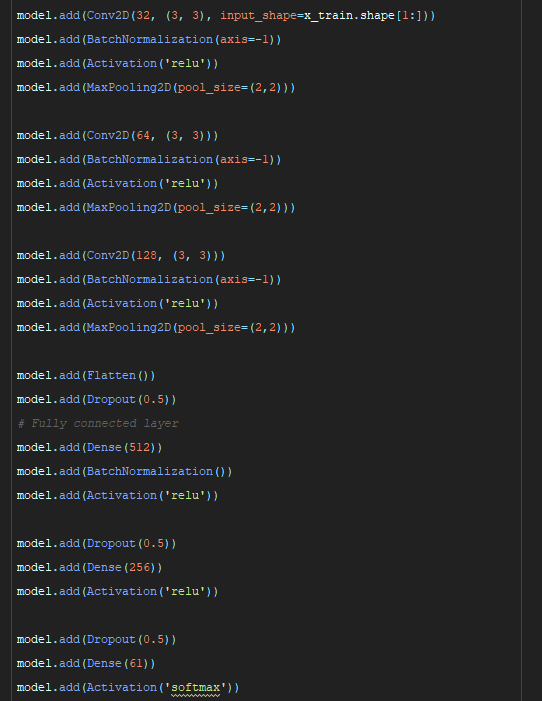 model.add(Conv2D(32, (3, 3), input_shape=x_train.shape[1:]))
model.add(BatchNormalization(axis=-1))
model.add(Activation('relu'))
model.add(MaxPooling2D(pool_size=(2,2)))
model.add(Conv2D(64, (3, 3)))
model.add(BatchNormalization(axis=-1))
model.add(Activation('relu'))
model.add(MaxPooling2D(pool_size=(2,2)))
model.add(Conv2D(128, (3, 3)))
model.add(BatchNormalization(axis=-1))
model.add(Activation('relu'))
model.add(MaxPooling2D(pool_size=(2,2)))
model.add(Flatten())
model.add(Dropout(0.5))
# Fully connected layer
model.add(Dense(512))
model.add(BatchNormalization())
model.add(Activation('relu'))
model.add(Dropout(0.5))
model.add(Dense(256))
model.add(Activation('relu'))
model.add(Dropout(0.5))
model.add(Dense(61))
model.add(Activation('softmax'))